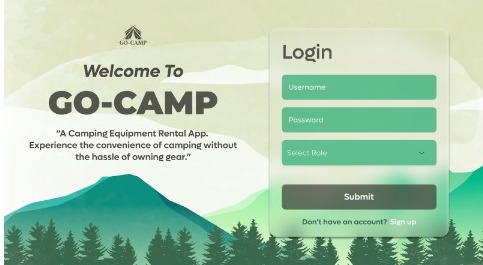 GO-CAMP
Welcome To
GO-CAMP
"A Camping Equipment Rental App.
Experience the convenience of camping without
the hassle of owning gear."
Login
Username
Password
Select Role
Submit
Don't have an account? Sign up